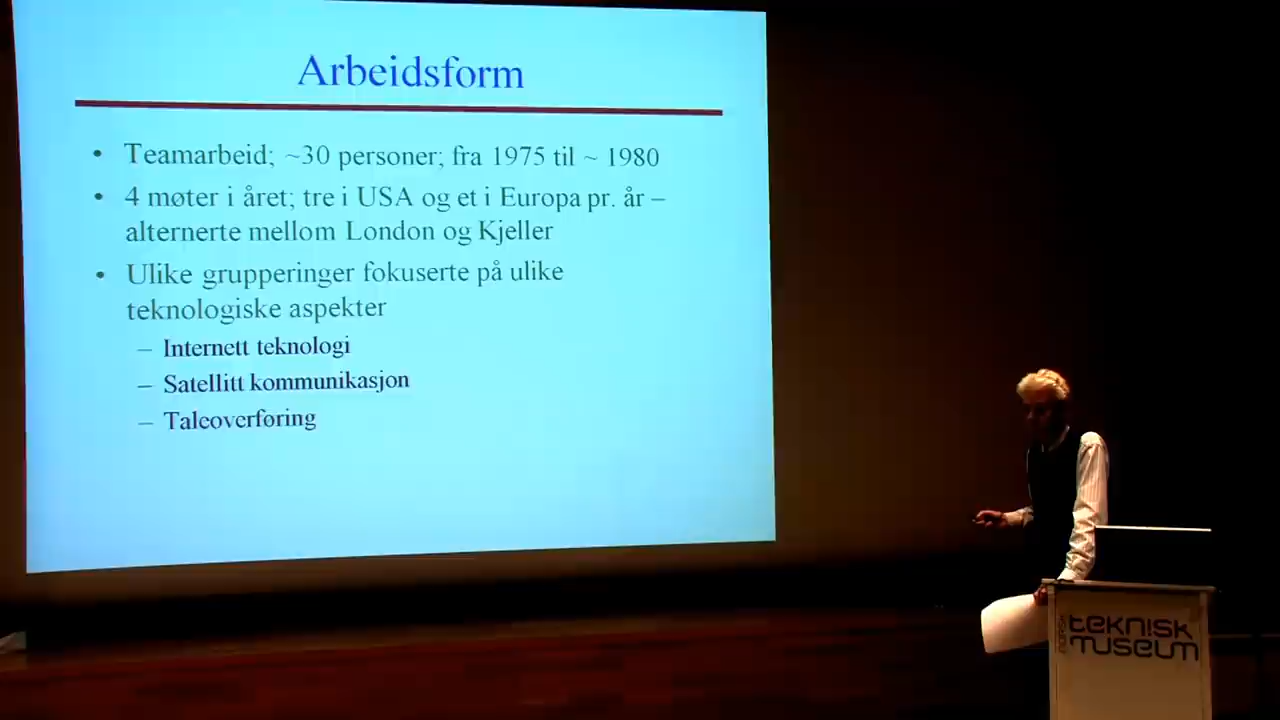 Arbeidsform
• Teamarbeid; ~30 personer; fra 1975 til ~ 1980
• 4 møter i året; tre i USA og et i Europa pr. år –
alternerte mellom London og Kjeller
• Ulike grupperinger fokuserte på ulike
teknologiske aspekter
– Internett teknologi
– Satellitt kommunikasjon
– Taleoverføring
NORSK
teknisk
museum